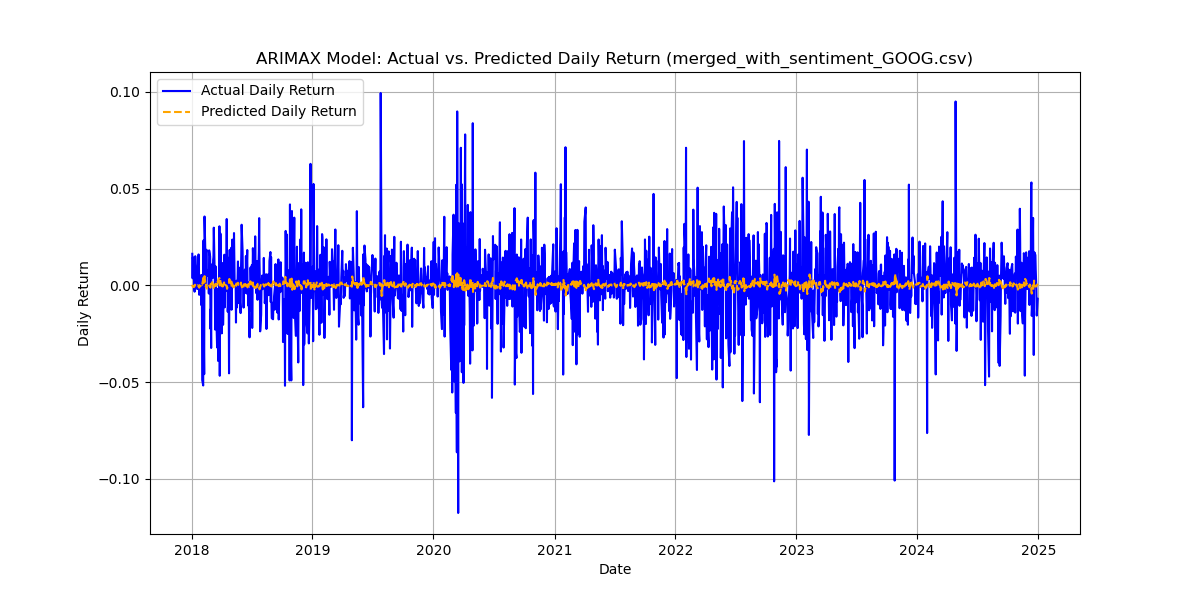 ARIMAX Model: Actual vs. Predicted Daily Return (merged_with_sentiment_GOOG.csv)
Actual Daily Return
Predicted Daily Return
0.10
0.05
0.00
−0.05
−0.10
Daily Return
2018 2019 2020 2021 2022 2023 2024 2025
Date